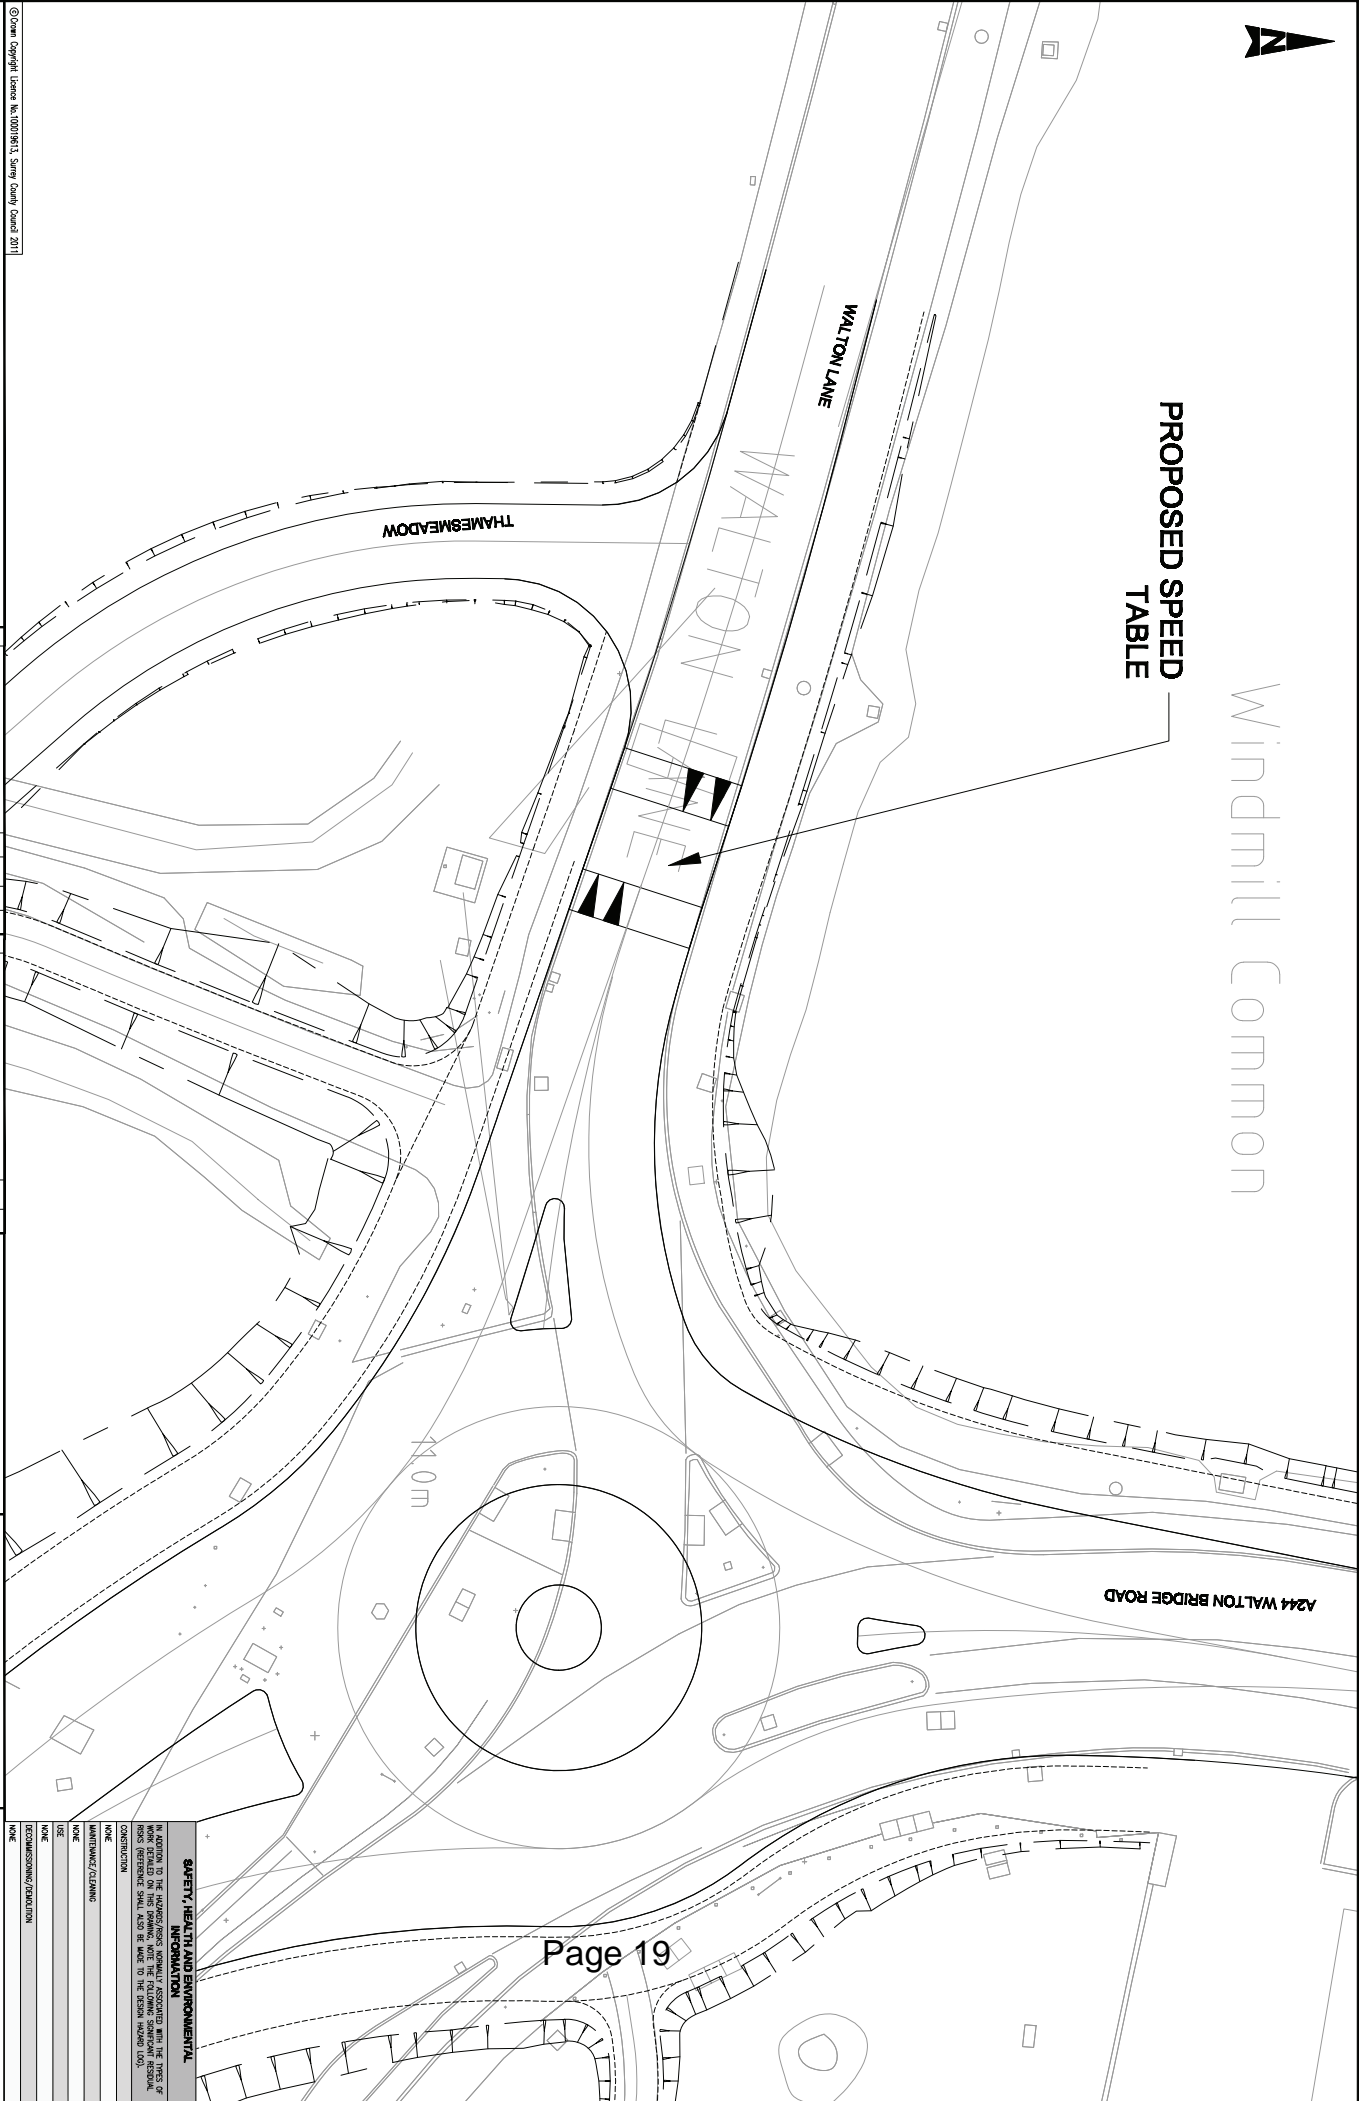 N
© Crown Copyright Licence No.100019613, Surrey County Council 2011
WALTON LANE
PROPOSED SPEED
TABLE
Windmill Common
WALTON LANE
THAMESMEADOW
11.0m
A244 WALTON BRIDGE ROAD
SAFETY, HEALTH AND ENVIRONMENTAL
INFORMATION
IN ADDITION TO THE HAZARDS/RISKS NORMALLY ASSOCIATED WITH THE TYPES OF
WORK DETAILED ON THIS DRAWING, NOTE THE FOLLOWING SIGNIFICANT RESIDUAL
RISKS (REFERENCE SHALL ALSO BE MADE TO THE DESIGN HAZARD LOG).
CONSTRUCTION
NONE
MAINTENANCE/CLEANING
NONE
USE
NONE
DECOMMISSIONING/DEMOLITION
NONE
Page 19